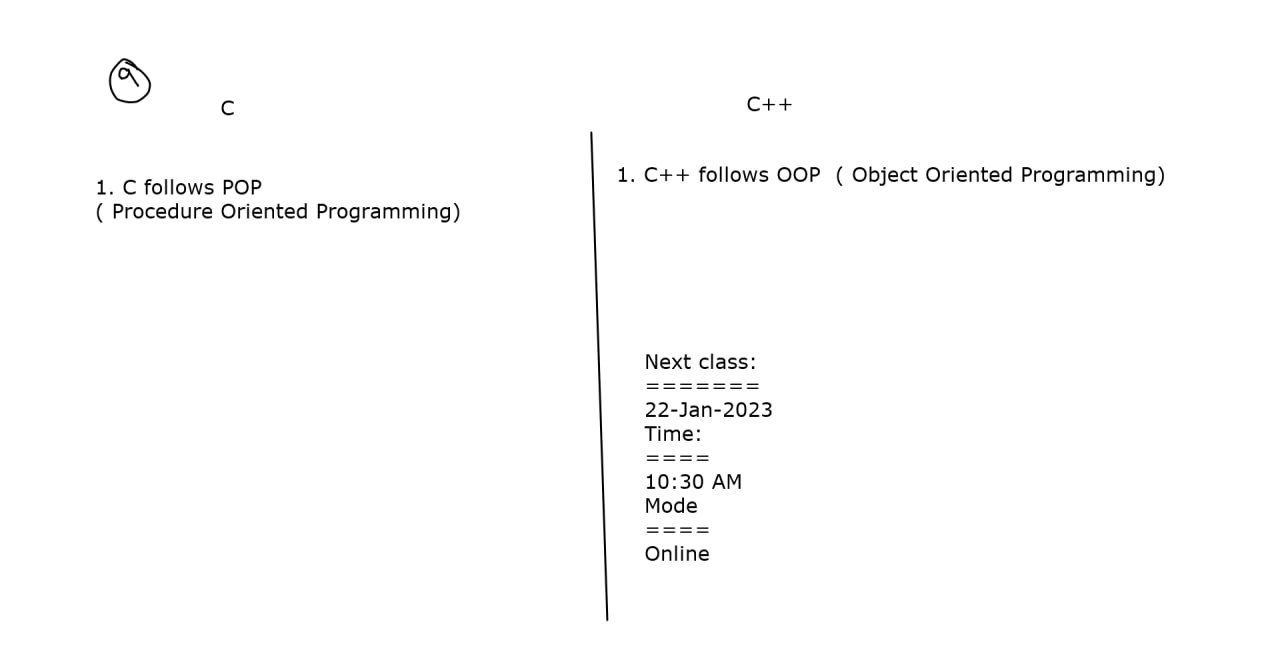 C
1. C follows POP
( Procedure Oriented Programming)
C++
1. C++ follows OOP  ( Object Oriented Programming)
Next class:
=======
22-Jan-2023
Time:
====
10:30 AM
Mode
====
Online